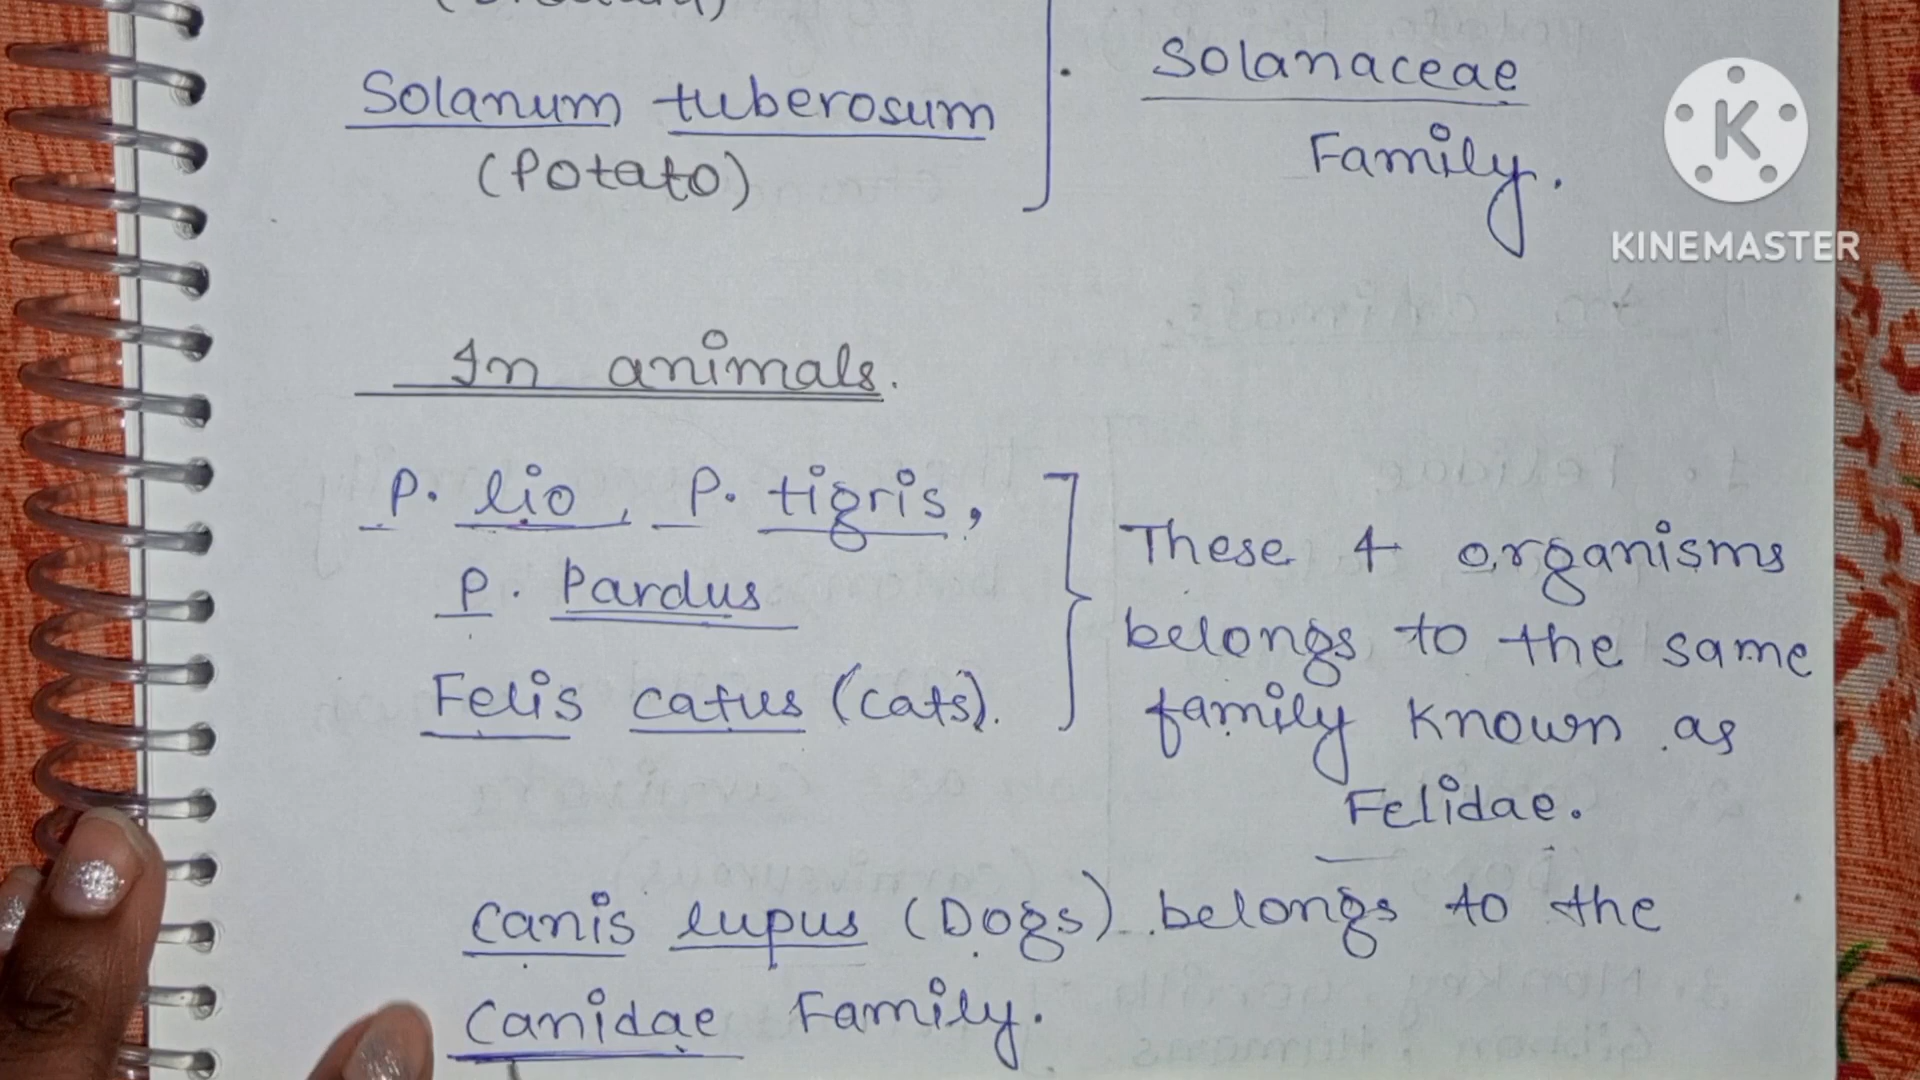 Solanum tuberosum
(Potato)
Solanaceae
Family.
KINEMASTER
In animals.
P. lio, P. tigris,
P. Pardus
Felis catus (cats).
These 4 organisms
belongs to the same
family known as
Felidae.
Canis lupus (Dogs) belongs to the
Canidae Family.